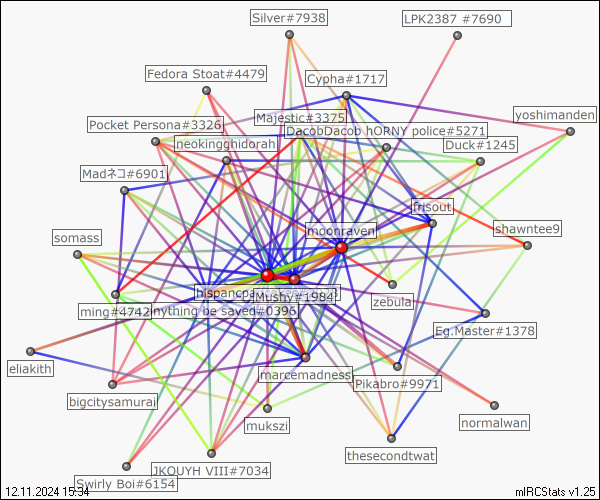 Silver#7938
LPK2387 #7690
Fedora Stoat#4479
Cypha#1717
yoshimanden
Pocket Persona#3326
Majestic#3375
DacobDacob hORNY police#5271
neokingghidorah
Duck#1245
Madネコ#6901
frisout
moonraven
shawntee9
somass
hispancpa
Mushy#1984
zebula
ming#4742
nything be saved#0396
Eg.Master#1378
eliakith
marcemadness
Pikabro#9971
bigcitysamurai
mukszi
normalwan
thesecondtwat
JKOUYH VIII#7034
Swirly Boi#6154
12.11.2024 15:34
mIRCStats v1.25